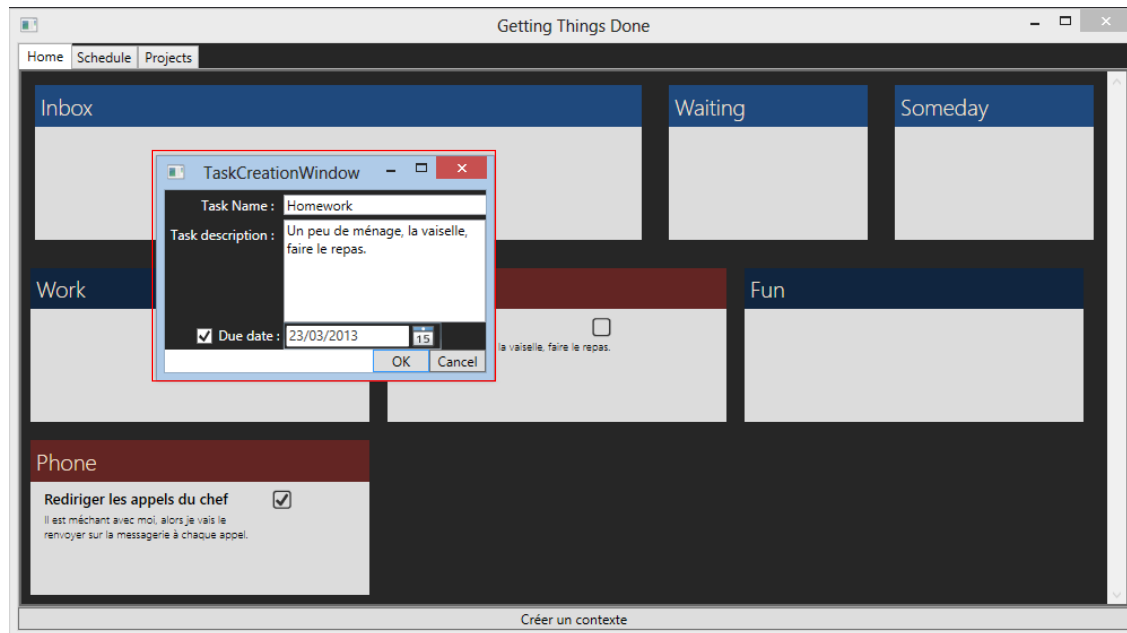 Getting Things Done
Home Schedule Projects
Inbox
Waiting
Someday
TaskCreationWindow
Task Name : Homework
Task description : Un peu de ménage, la vaiselle,
faire le repas.
Due date : 23/03/2013 15
OK Cancel
Work
Fun
la vaiselle, faire le repas.
Phone
Rediriger les appels du chef
Il est méchant avec moi, alors je vais le
renvoyer sur la messagerie à chaque appel.
Créer un contexte